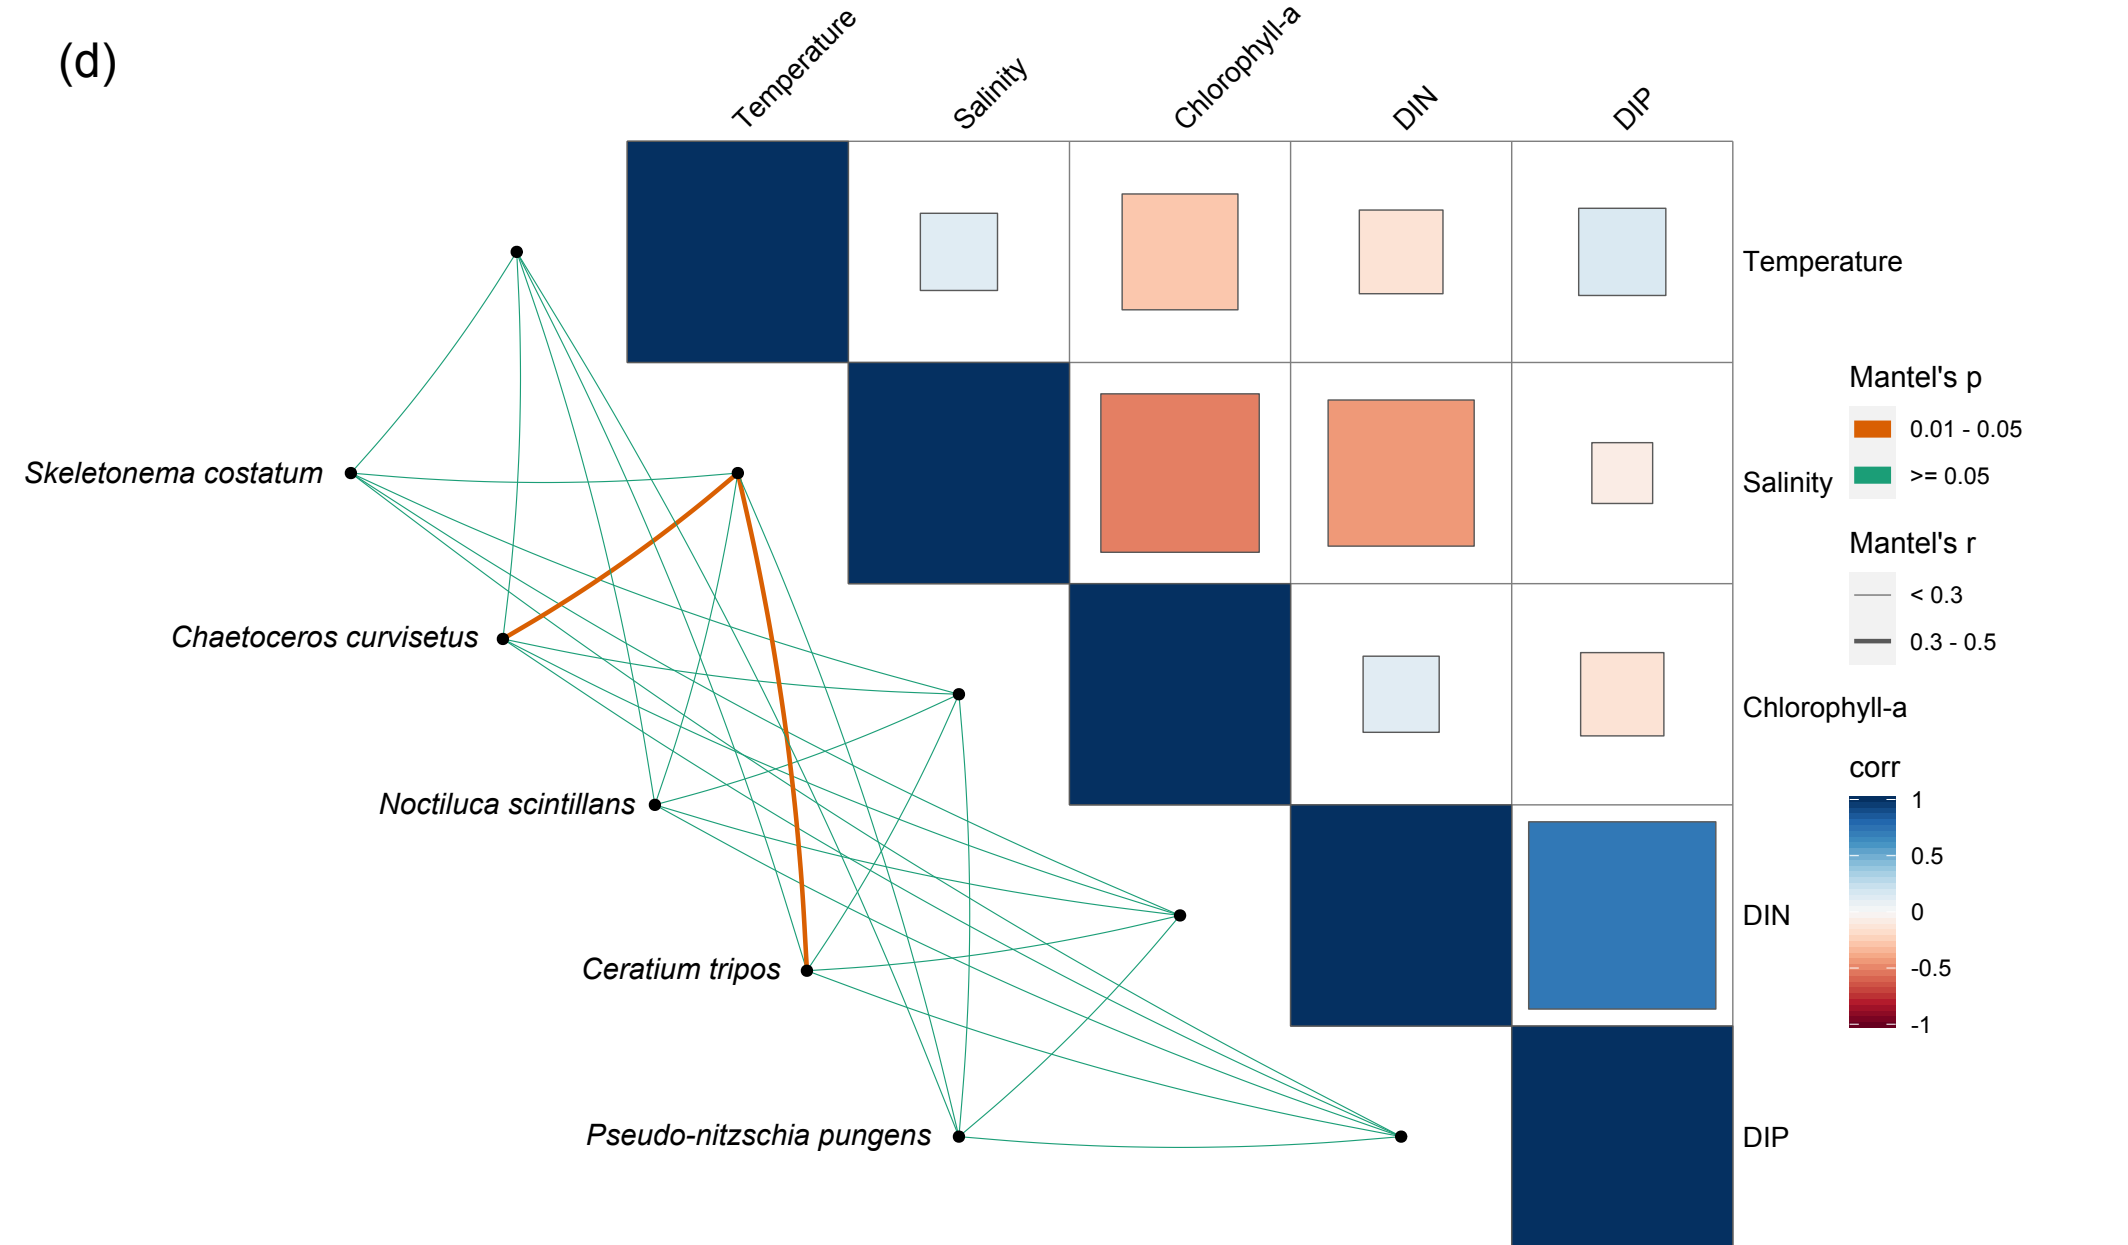 (d)
Temperature
Salinity
Chlorophyll-a
DIN
DIP
Temperature
Salinity
Chlorophyll-a
DIN
DIP
Skeletonema costatum
Chaetoceros curvisetus
Noctiluca scintillans
Ceratium tripos
Pseudo-nitzschia pungens
Mantel's p
0.01 - 0.05
>= 0.05
Mantel's r
< 0.3
0.3 - 0.5
corr
1
0.5
0
-0.5
-1